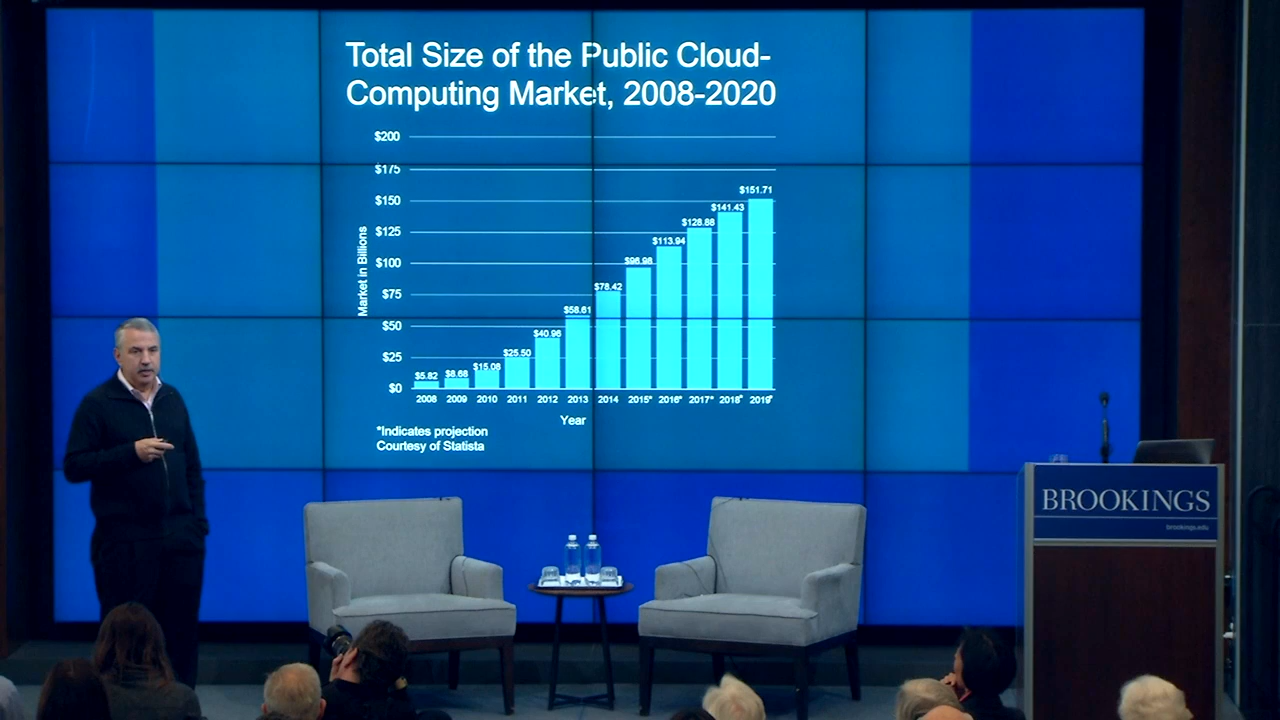 Total Size of the Public Cloud-
Computing Market, 2008-2020
$200
$175
$150
$125
$100
$75
$50
$25
$0
Market in Billions
$5.82
$8.68
$15.08
$25.50
$40.96
$58.61
$78.42
$96.98
$113.94
$128.88
$141.43
$151.71
2008 2009 2010 2011 2012 2013 2014 2015* 2016* 2017* 2018* 2019*
Year
*Indicates projection
Courtesy of Statista
BROOKINGS
brookings.edu